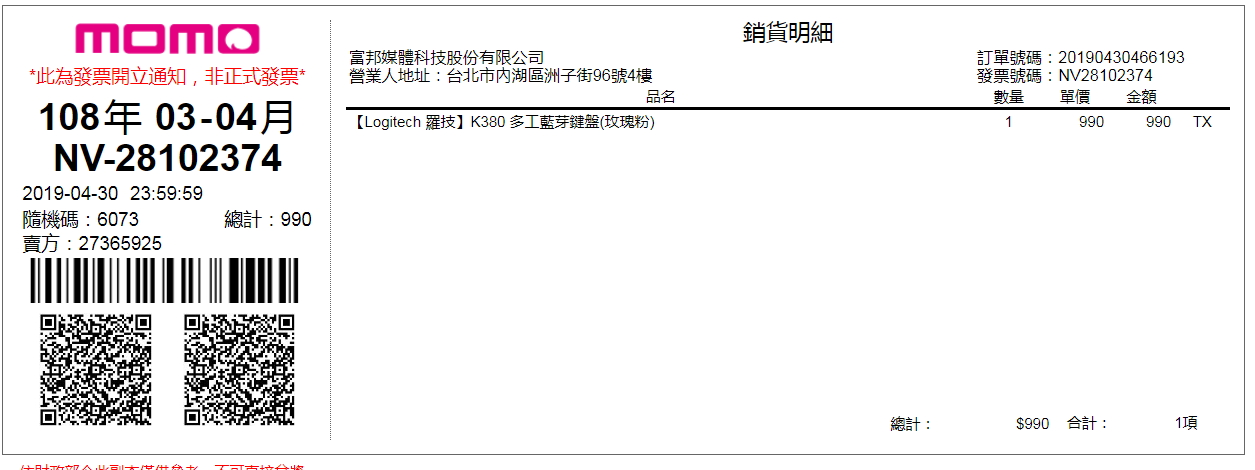 momo
*此為發票開立通知，非正式發票*
108年 03-04月
NV-28102374
2019-04-30 23:59:59
隨機碼：6073 總計：990
賣方：27365925
銷貨明細
富邦媒體科技股份有限公司 訂單號碼：20190430466193
營業人地址：台北市內湖區洲子街96號4樓 發票號碼：NV28102374
品名 數量 單價 金額
【Logitech 羅技】K380 多工藍芽鍵盤(玫瑰粉) 1 990 990 TX
總計： $990 合計： 1項